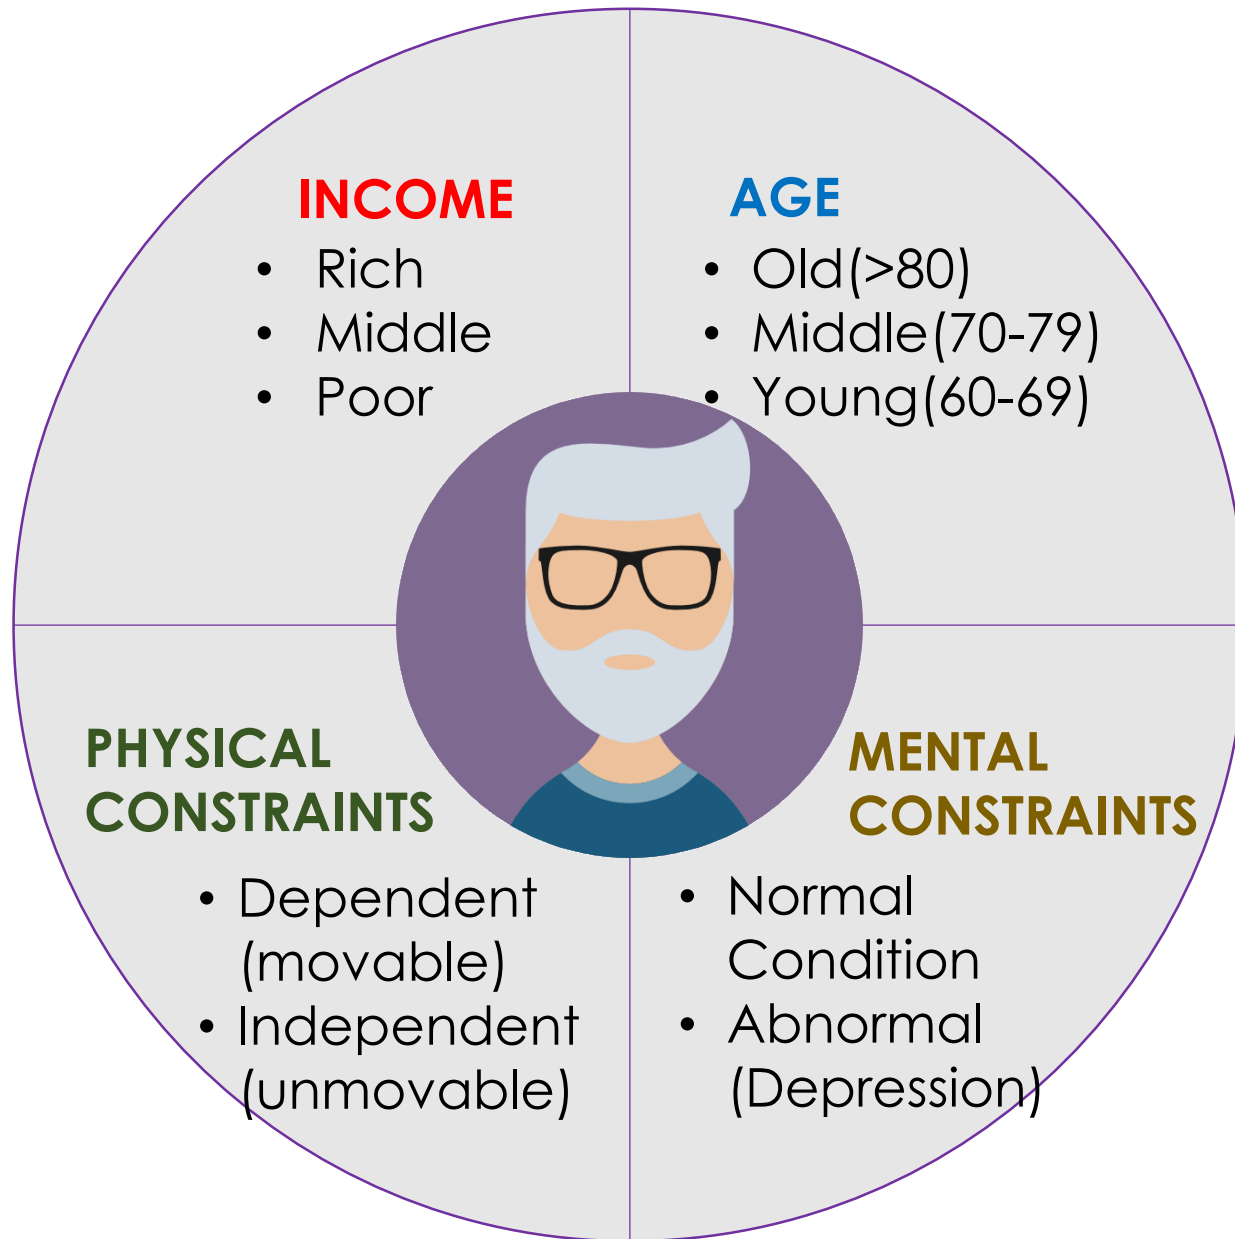 INCOME
• Rich
• Middle
• Poor
AGE
• Old(>80)
• Middle(70-79)
• Young(60-69)
PHYSICAL
CONSTRAINTS
• Dependent
(movable)
• Independent
(unmovable)
MENTAL
CONSTRAINTS
• Normal
Condition
• Abnormal
(Depression)